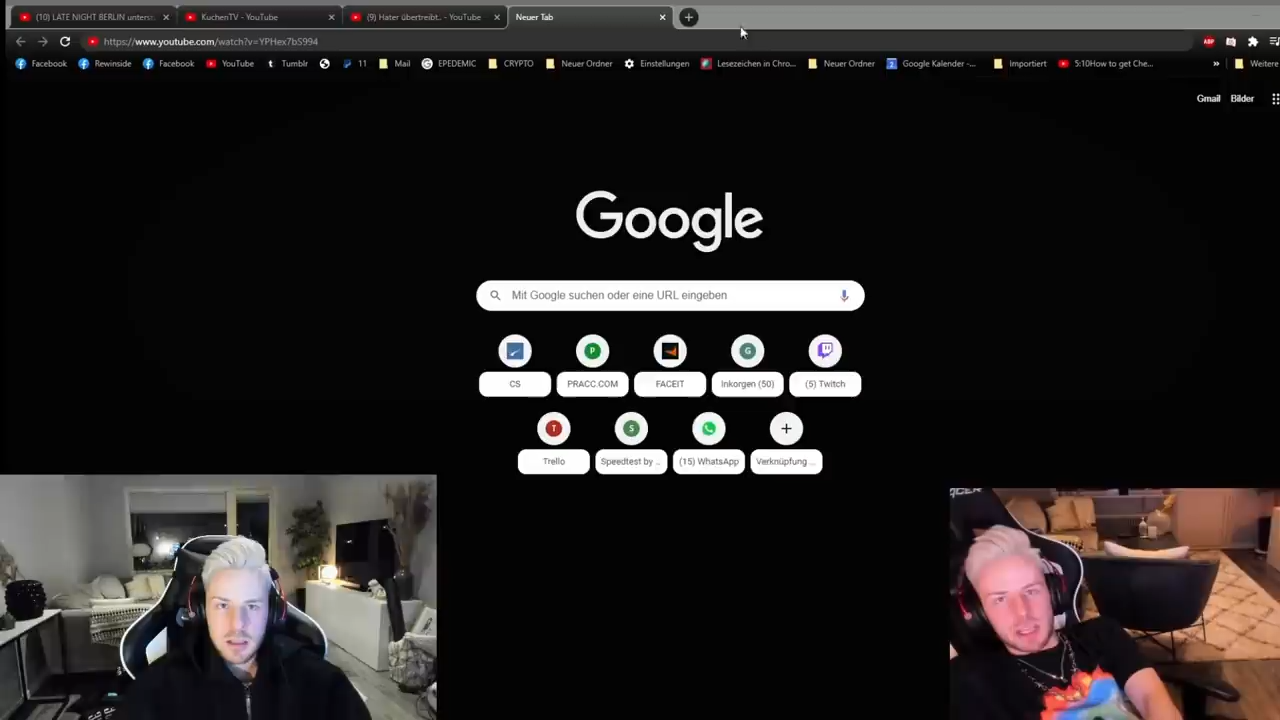 (10) LATE NIGHT BERLIN unterst
KuchenTV - YouTube
(9) Hater übertreibt.. - YouTube
Neuer Tab
https://www.youtube.com/watch?v=YPHex7bS994
Facebook
Rewinside
Facebook
YouTube
Tumblr
11
Mail
EPEDEMIC
CRYPTO
Neuer Ordner
Einstellungen
Lesezeichen in Chro...
Neuer Ordner
Google Kalender -...
Importiert
5:10How to get Che...
»
Weitere
Gmail Bilder
Google
Mit Google suchen oder eine URL eingeben
CS
PRACC.COM
FACEIT
Inkorgen (50)
(5) Twitch
Trello
Speedtest by ...
(15) WhatsApp
Verknüpfung ...